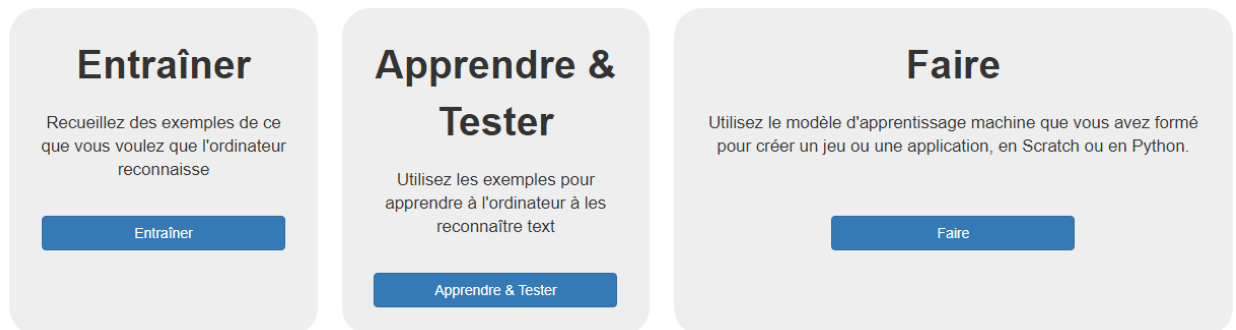 Entraîner
Recueillez des exemples de ce
que vous voulez que l'ordinateur
reconnaisse
Entraîner
Apprendre &
Tester
Utilisez les exemples pour
apprendre à l'ordinateur à les
reconnaître text
Apprendre & Tester
Faire
Utilisez le modèle d'apprentissage machine que vous avez formé
pour créer un jeu ou une application, en Scratch ou en Python.
Faire